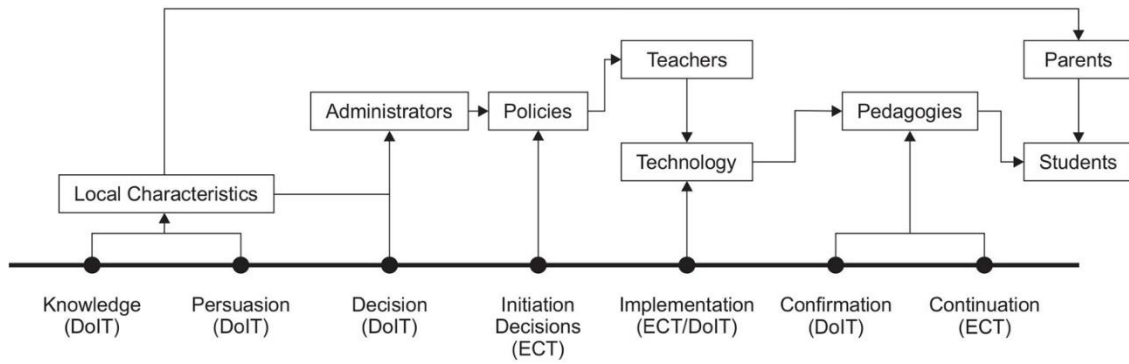 Teachers
Parents
Administrators
Policies
Pedagogies
Technology
Students
Local Characteristics
Knowledge
(DoIT)
Persuasion
(DoIT)
Decision
(DoIT)
Initiation
Decisions
(ECT)
Implementation
(ECT/DoIT)
Confirmation
(DoIT)
Continuation
(ECT)